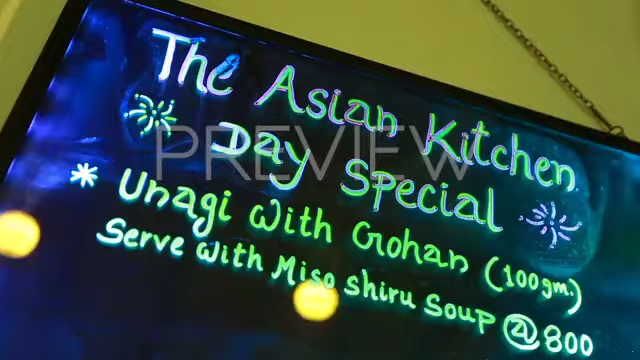 The Asian Kitchen
Day Special
PREVIEW
* Unagi with Gohan (100gm.)
Serve with Miso shiru Soup @ 800